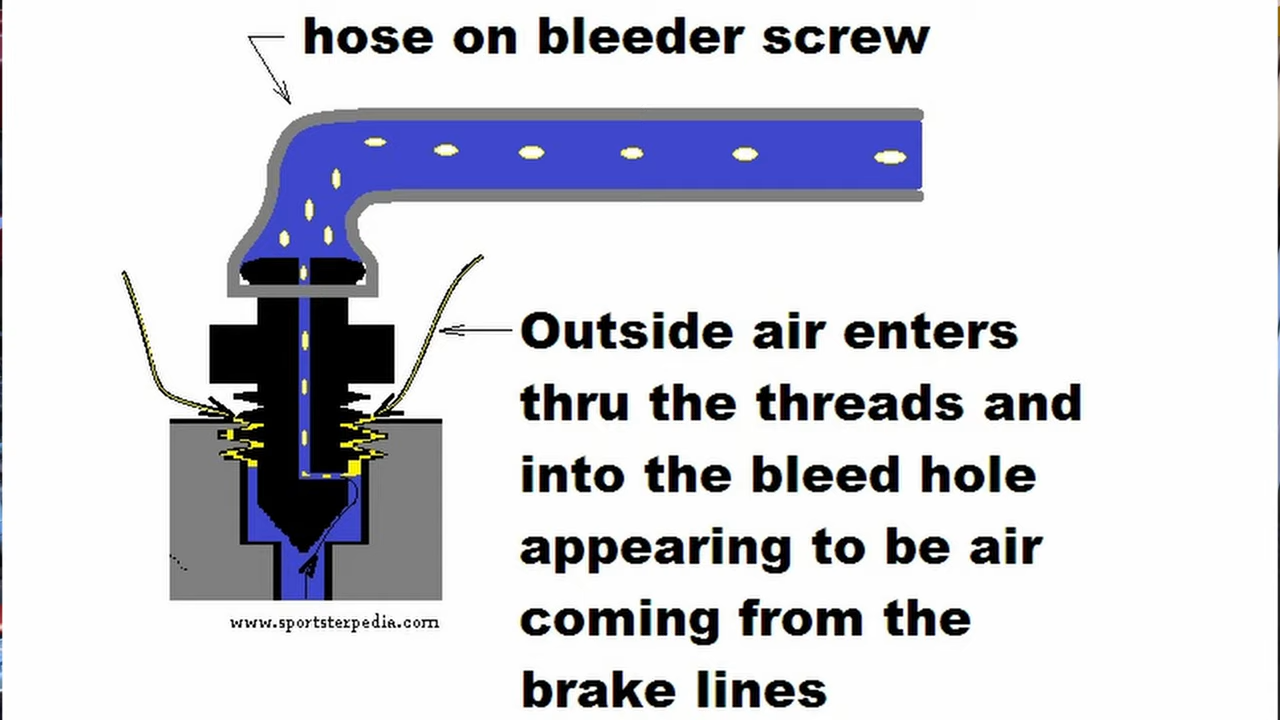 hose on bleeder screw
Outside air enters
thru the threads and
into the bleed hole
appearing to be air
coming from the
brake lines
www.sportsterpedia.com